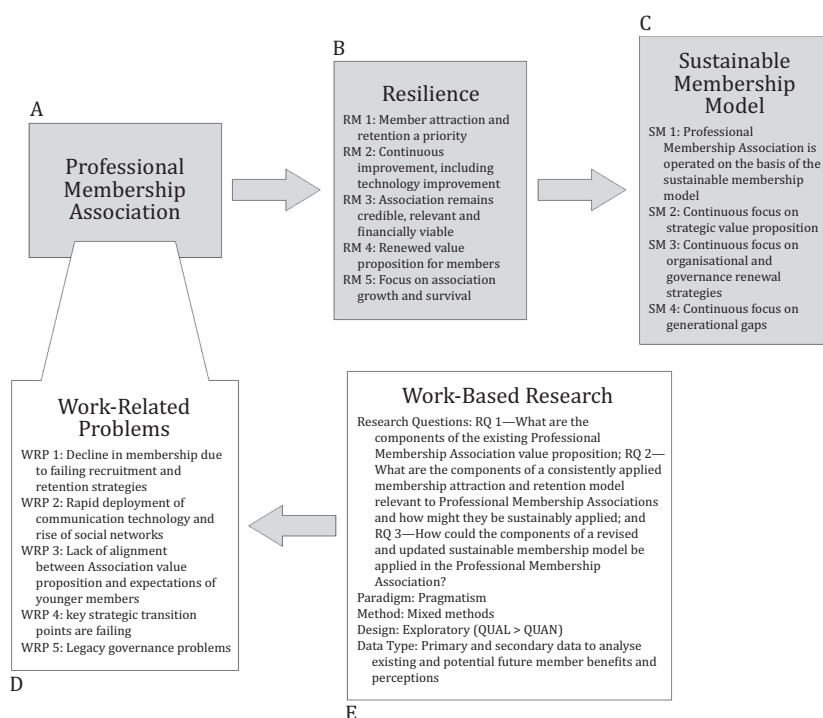 A
Professional
Membership
Association
B
Resilience
RM 1: Member attraction and
retention a priority
RM 2: Continuous
improvement, including
technology improvement
RM 3: Association remains
credible, relevant and
financially viable
RM 4: Renewed value
proposition for members
RM 5: Focus on association
growth and survival
C
Sustainable
Membership
Model
SM 1: Professional
Membership Association is
operated on the basis of the
sustainable membership
model
SM 2: Continuous focus on
strategic value proposition
SM 3: Continuous focus on
organisational and
governance renewal
strategies
SM 4: Continuous focus on
generational gaps
Work-Related
Problems
WRP 1: Decline in membership due
to failing recruitment and
retention strategies
WRP 2: Rapid deployment of
communication technology and
rise of social networks
WRP 3: Lack of alignment
between Association value
proposition and expectations of
younger members
WRP 4: key strategic transition
points are failing
WRP 5: Legacy governance problems
D
Work-Based Research
Research Questions: RQ 1—What are the
components of the existing Professional
Membership Association value proposition; RQ 2—
What are the components of a consistently applied
membership attraction and retention model
relevant to Professional Membership Associations
and how might they be sustainably applied; and
RQ 3—How could the components of a revised
and updated sustainable membership model be
applied in the Professional Membership
Association?
Paradigm: Pragmatism
Method: Mixed methods
Design: Exploratory (QUAL > QUAN)
Data Type: Primary and secondary data to analyse
existing and potential future member benefits and
perceptions
E